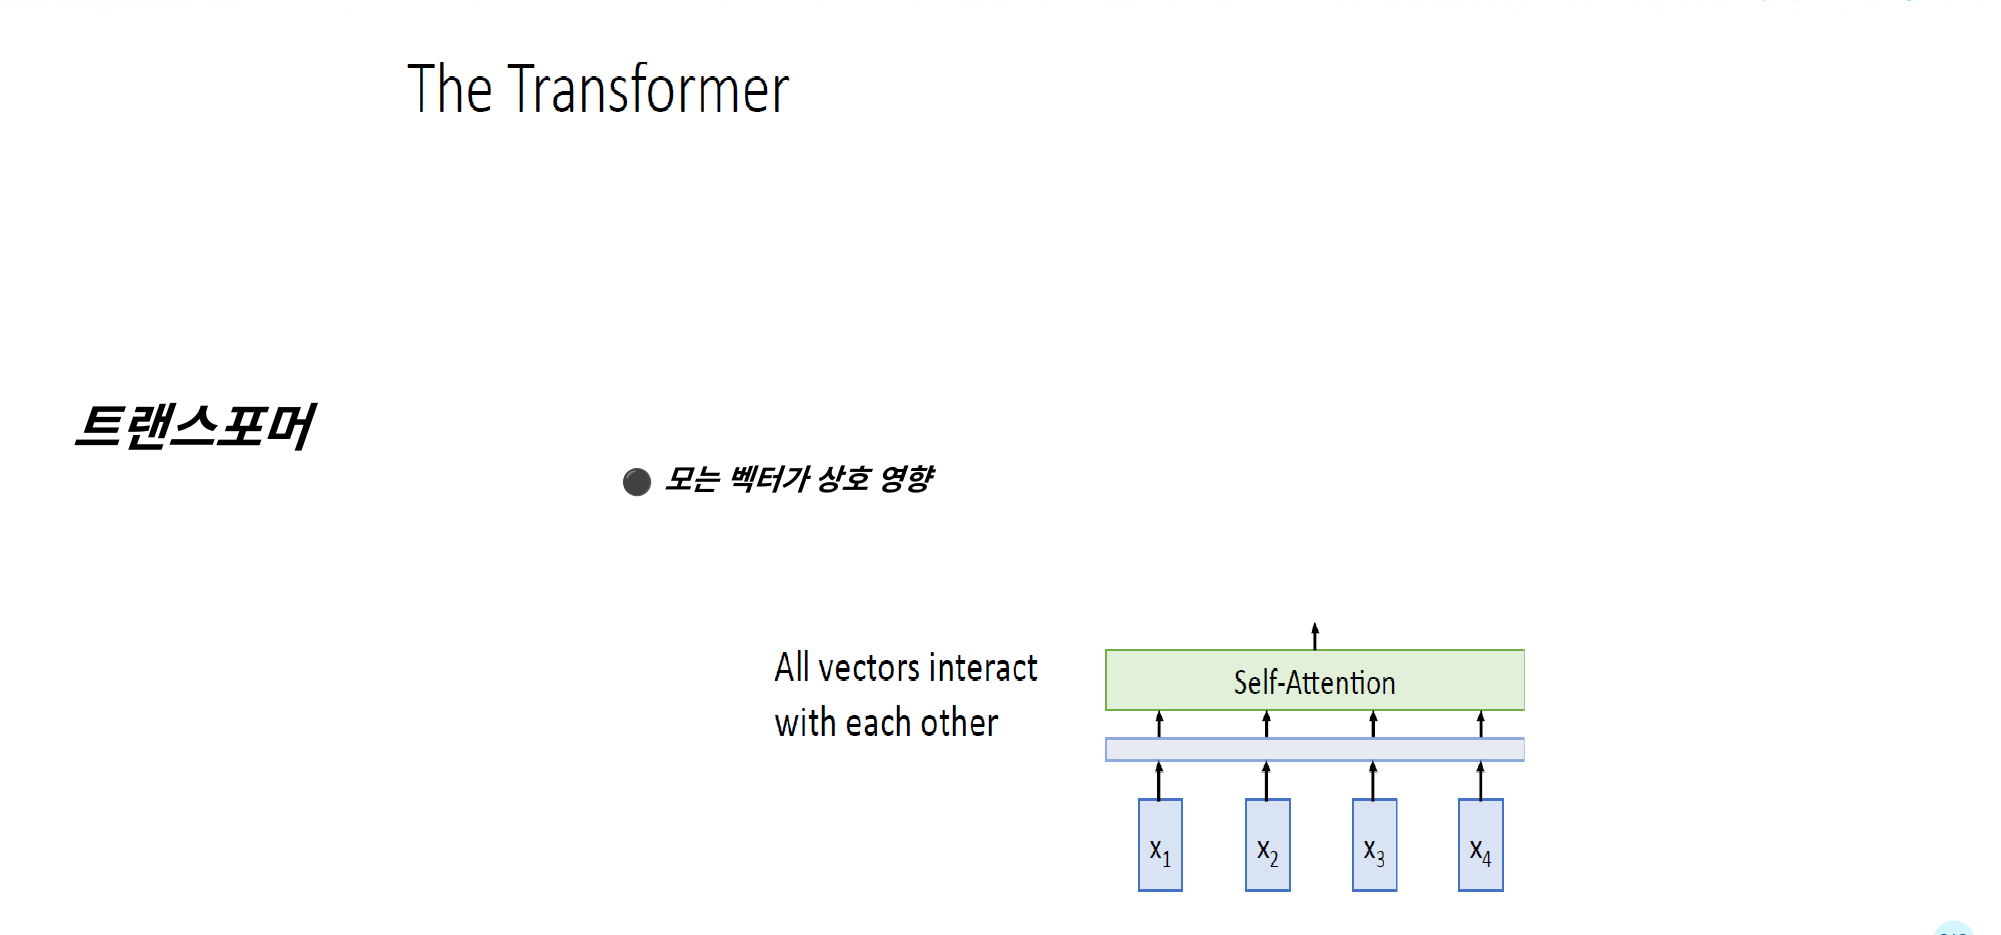 The Transformer
트랜스포머
모는 벡터가 상호 영향
All vectors interact
with each other
Self-Attention
x1 x2 x3 x4